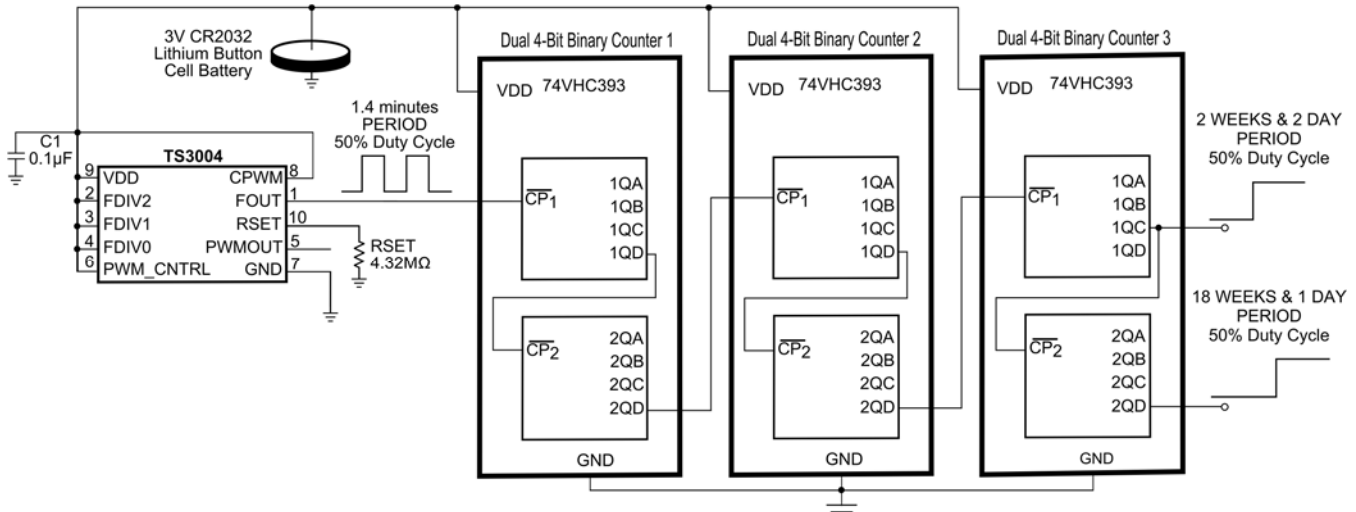 3V CR2032
Lithium Button
Cell Battery
C1
0.1µF
TS3004
9 VDD CPWM 8
2 FDIV2 FOUT 1
3 FDIV1 RSET 10
4 FDIV0 PWMOUT 5
6 PWM_CNTRL GND 7
RSET
4.32MΩ
1.4 minutes
PERIOD
50% Duty Cycle
Dual 4-Bit Binary Counter 1
VDD 74VHC393
CP1
1QA
1QB
1QC
1QD
CP2
2QA
2QB
2QC
2QD
GND
Dual 4-Bit Binary Counter 2
VDD 74VHC393
CP1
1QA
1QB
1QC
1QD
CP2
2QA
2QB
2QC
2QD
GND
Dual 4-Bit Binary Counter 3
VDD 74VHC393
CP1
1QA
1QB
1QC
1QD
CP2
2QA
2QB
2QC
2QD
GND
2 WEEKS & 2 DAY
PERIOD
50% Duty Cycle
18 WEEKS & 1 DAY
PERIOD
50% Duty Cycle